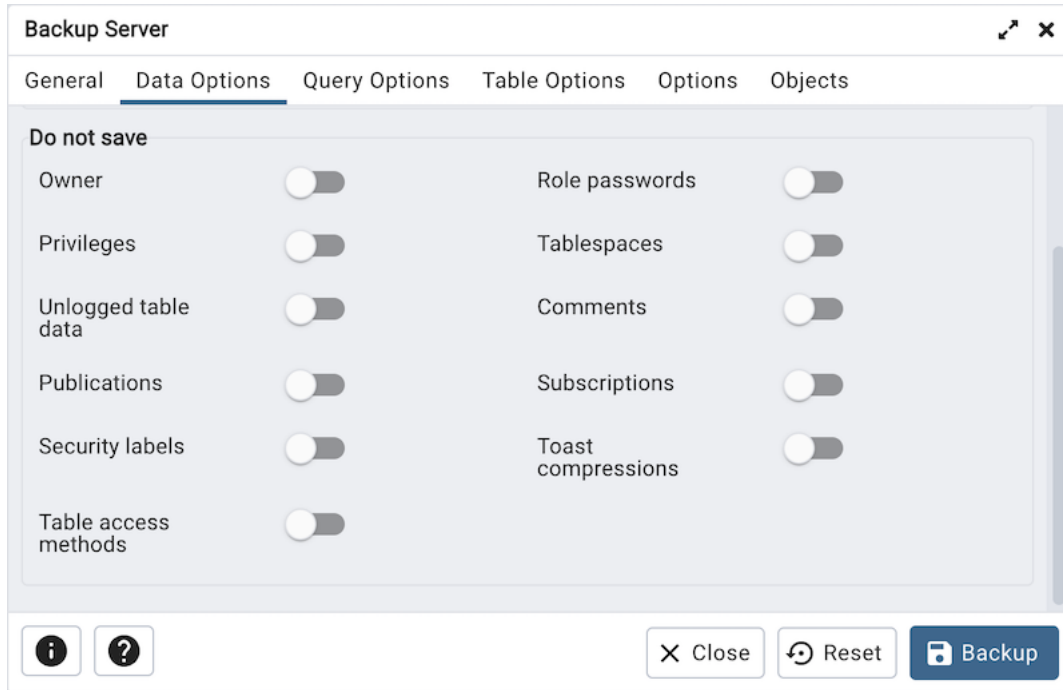 Backup Server
General Data Options Query Options Table Options Options Objects
Do not save
Owner Role passwords
Privileges Tablespaces
Unlogged table
data
Comments
Publications Subscriptions
Security labels
Toast
compressions
Table access
methods
Close Reset Backup